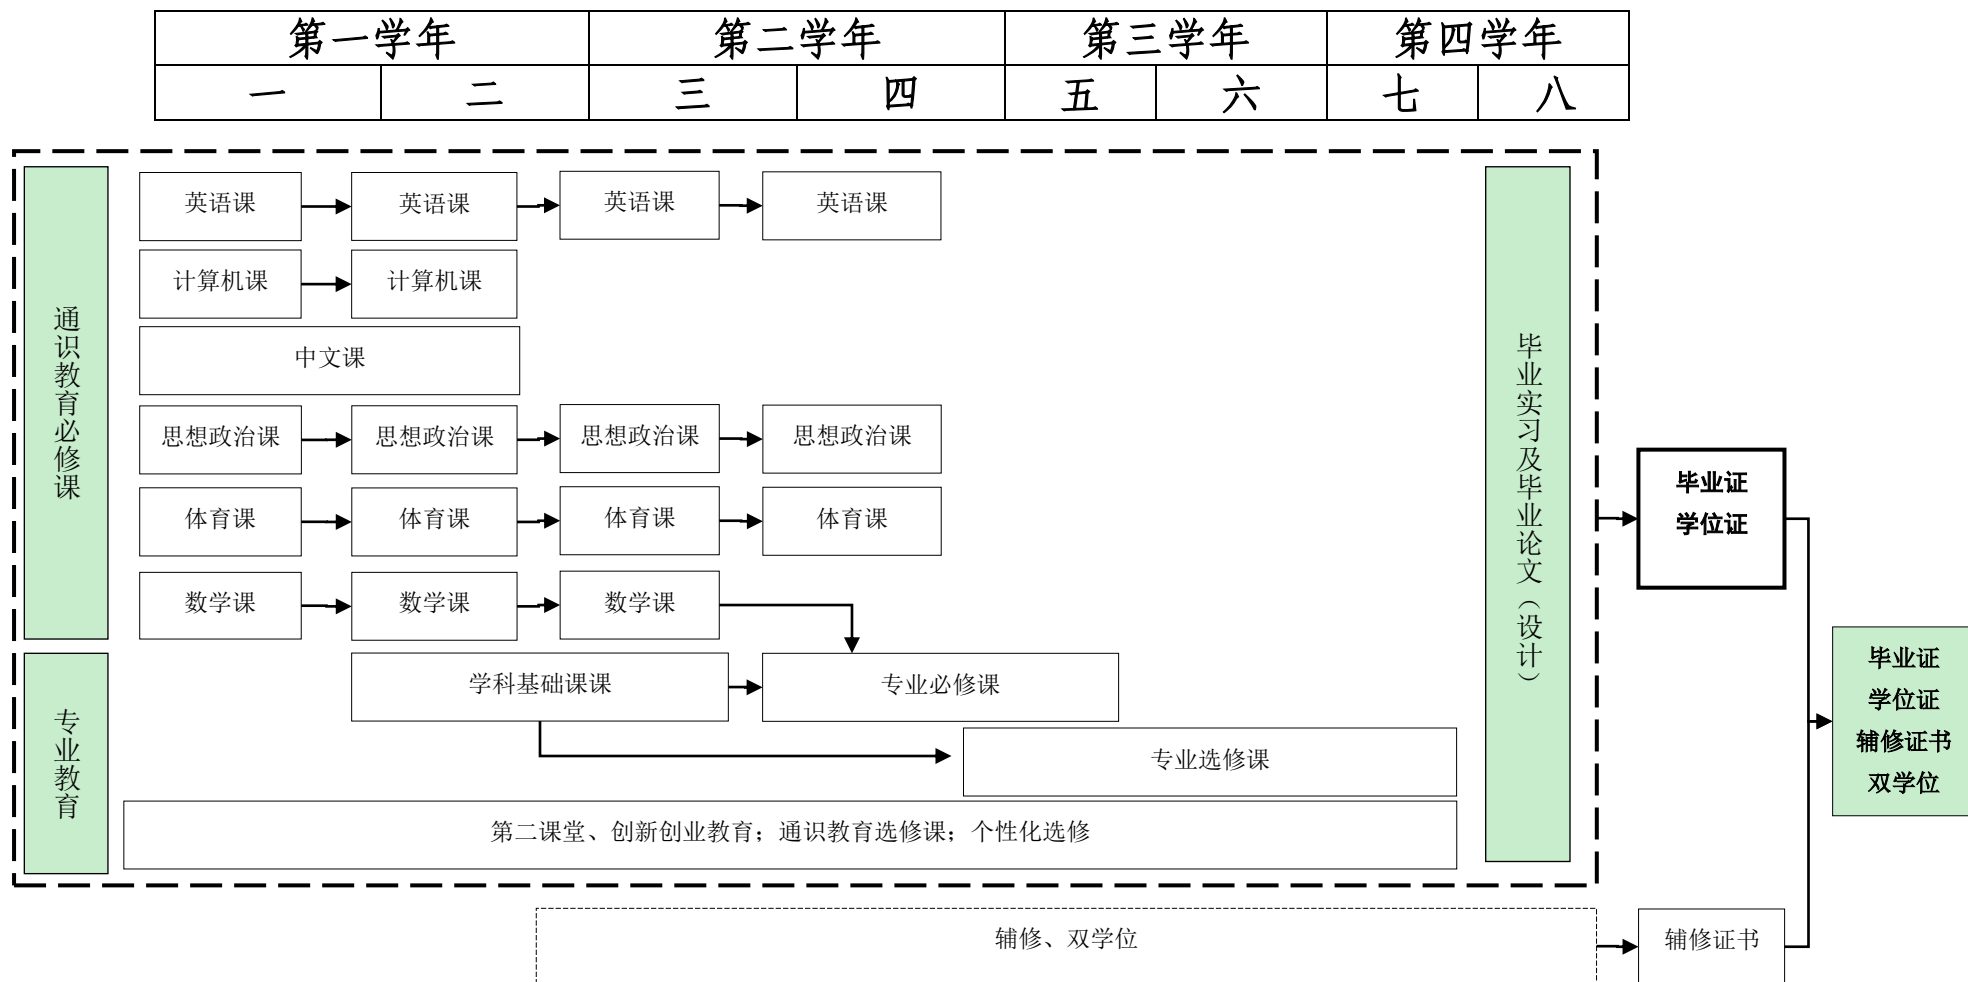 第一学年 第二学年 第三学年 第四学年
一 二 三 四 五 六 七 八
通识教育必修课
英语课 英语课 英语课 英语课
计算机课 计算机课
中文课
思想政治课 思想政治课 思想政治课 思想政治课
体育课 体育课 体育课 体育课
数学课 数学课 数学课
专业教育
学科基础课课 专业必修课
专业选修课
第二课堂、创新创业教育；通识教育选修课；个性化选修
毕业实习及毕业论文（设计）
毕业证
学位证
毕业证
学位证
辅修证书
双学位
辅修、双学位
辅修证书